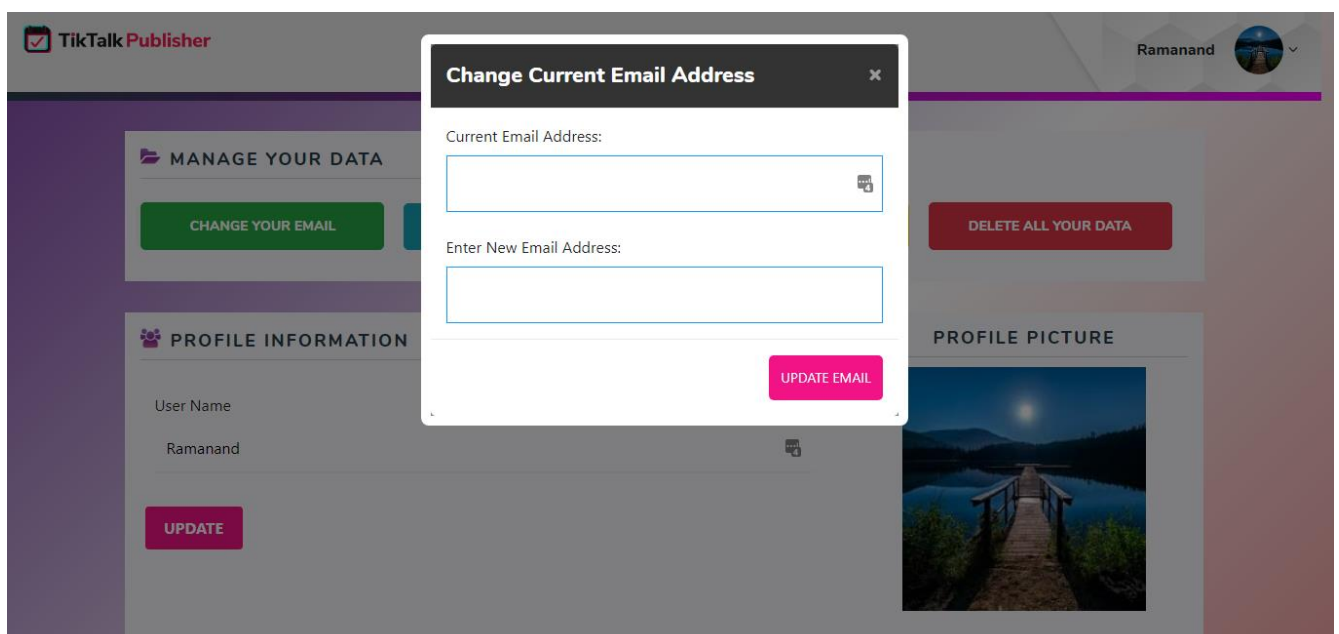 TikTalk Publisher
Ramanand
Change Current Email Address
×
Current Email Address:
Enter New Email Address:
UPDATE EMAIL
MANAGE YOUR DATA
CHANGE YOUR EMAIL
DELETE ALL YOUR DATA
PROFILE INFORMATION
User Name
Ramanand
UPDATE
PROFILE PICTURE